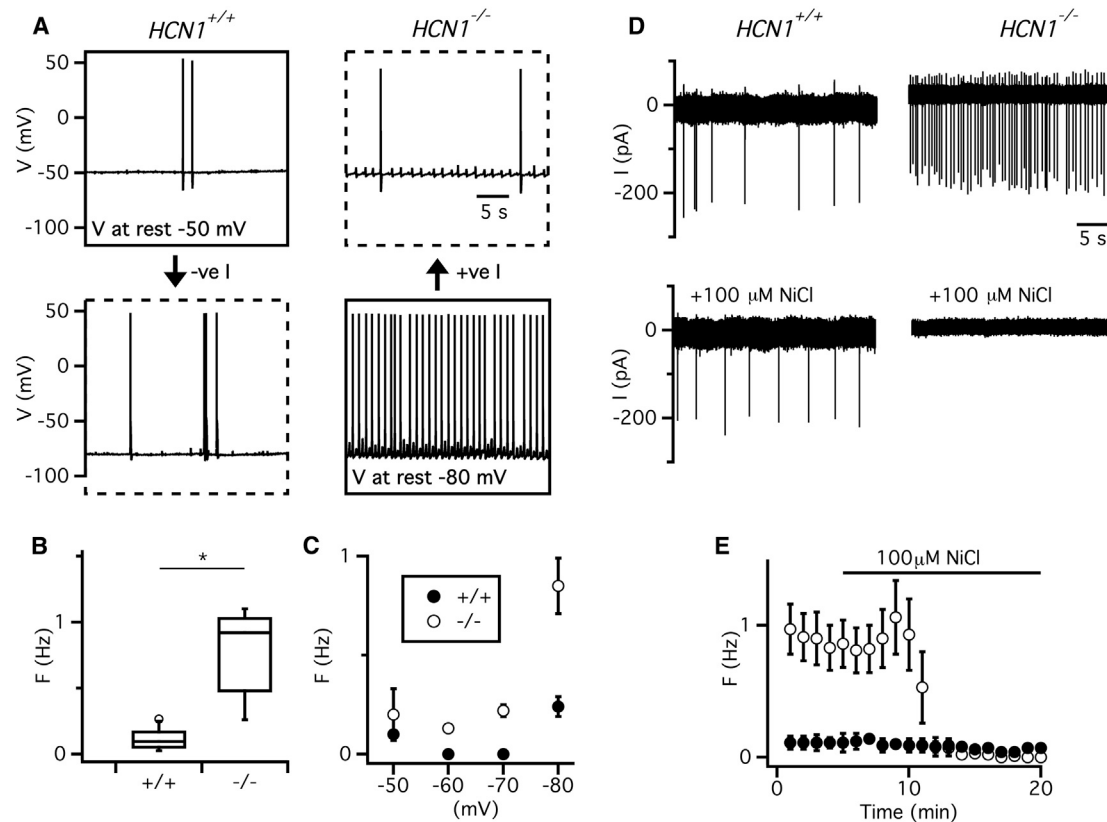 A
HCN1+/+
HCN1-/-
V (mV)
50
0
-50
-100
V at rest -50 mV
5 s
-ve I
+ve I
V (mV)
50
0
-50
-100
V at rest -80 mV
B
*
F (Hz)
1
0
+/+
-/-
C
F (Hz)
1
0
+/+
-/-
-50
-60
-70
-80
(mV)
D
HCN1+/+
HCN1-/-
I (pA)
0
-200
5 s
+100 μM NiCl
+100 μM NiCl
I (pA)
0
-200
E
100μM NiCl
F (Hz)
1
0
0
10
20
Time (min)